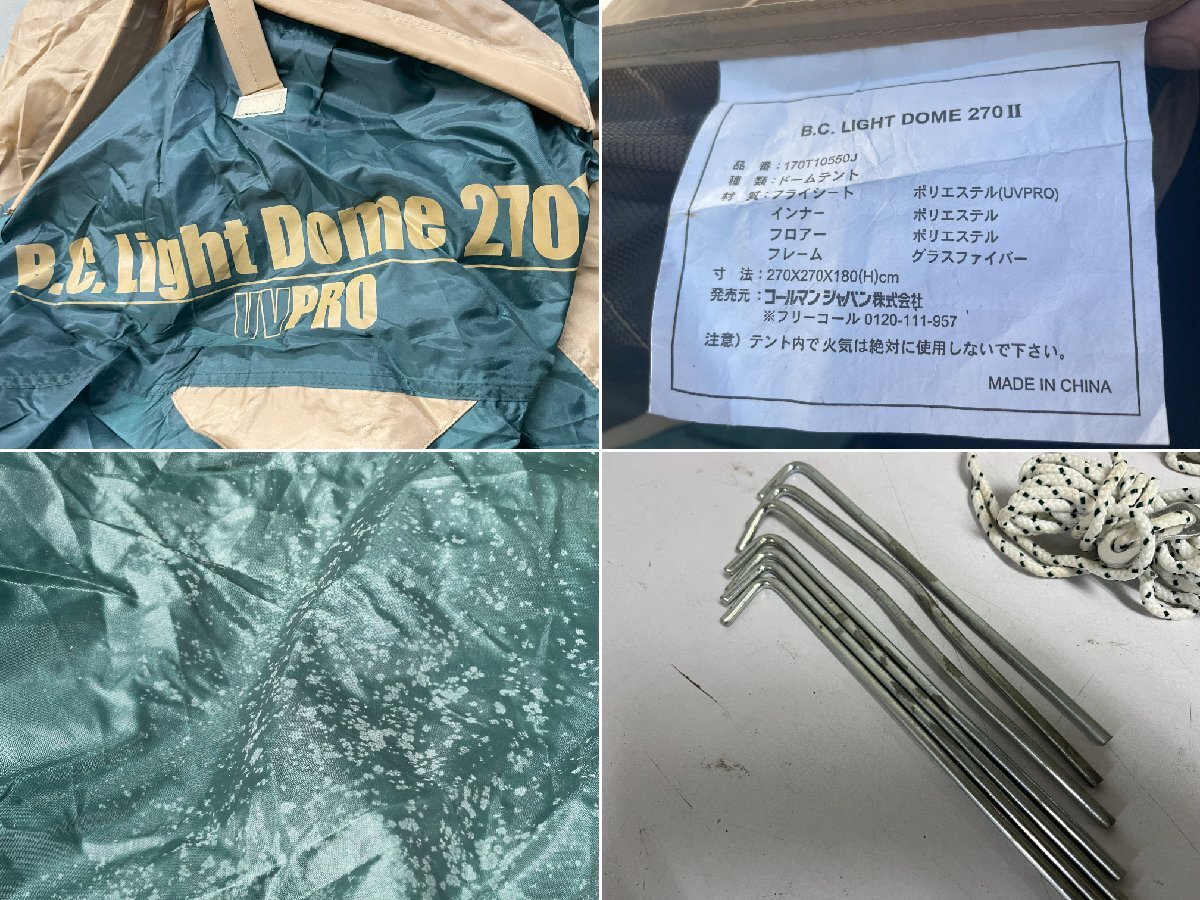 B.C. Light Dome 270
UVPRO
B.C. LIGHT DOME 270 II
品 番:170T10550J
種 類:ドームテント
材 質:フライシート ポリエステル(UVPRO)
インナー ポリエステル
フロアー ポリエステル
フレーム グラスファイバー
寸 法:270X270X180(H)cm
発売元:コールマン ジャパン株式会社
※フリーコール 0120-111-957
注意）テント内で火気は絶対に使用しないで下さい。
MADE IN CHINA